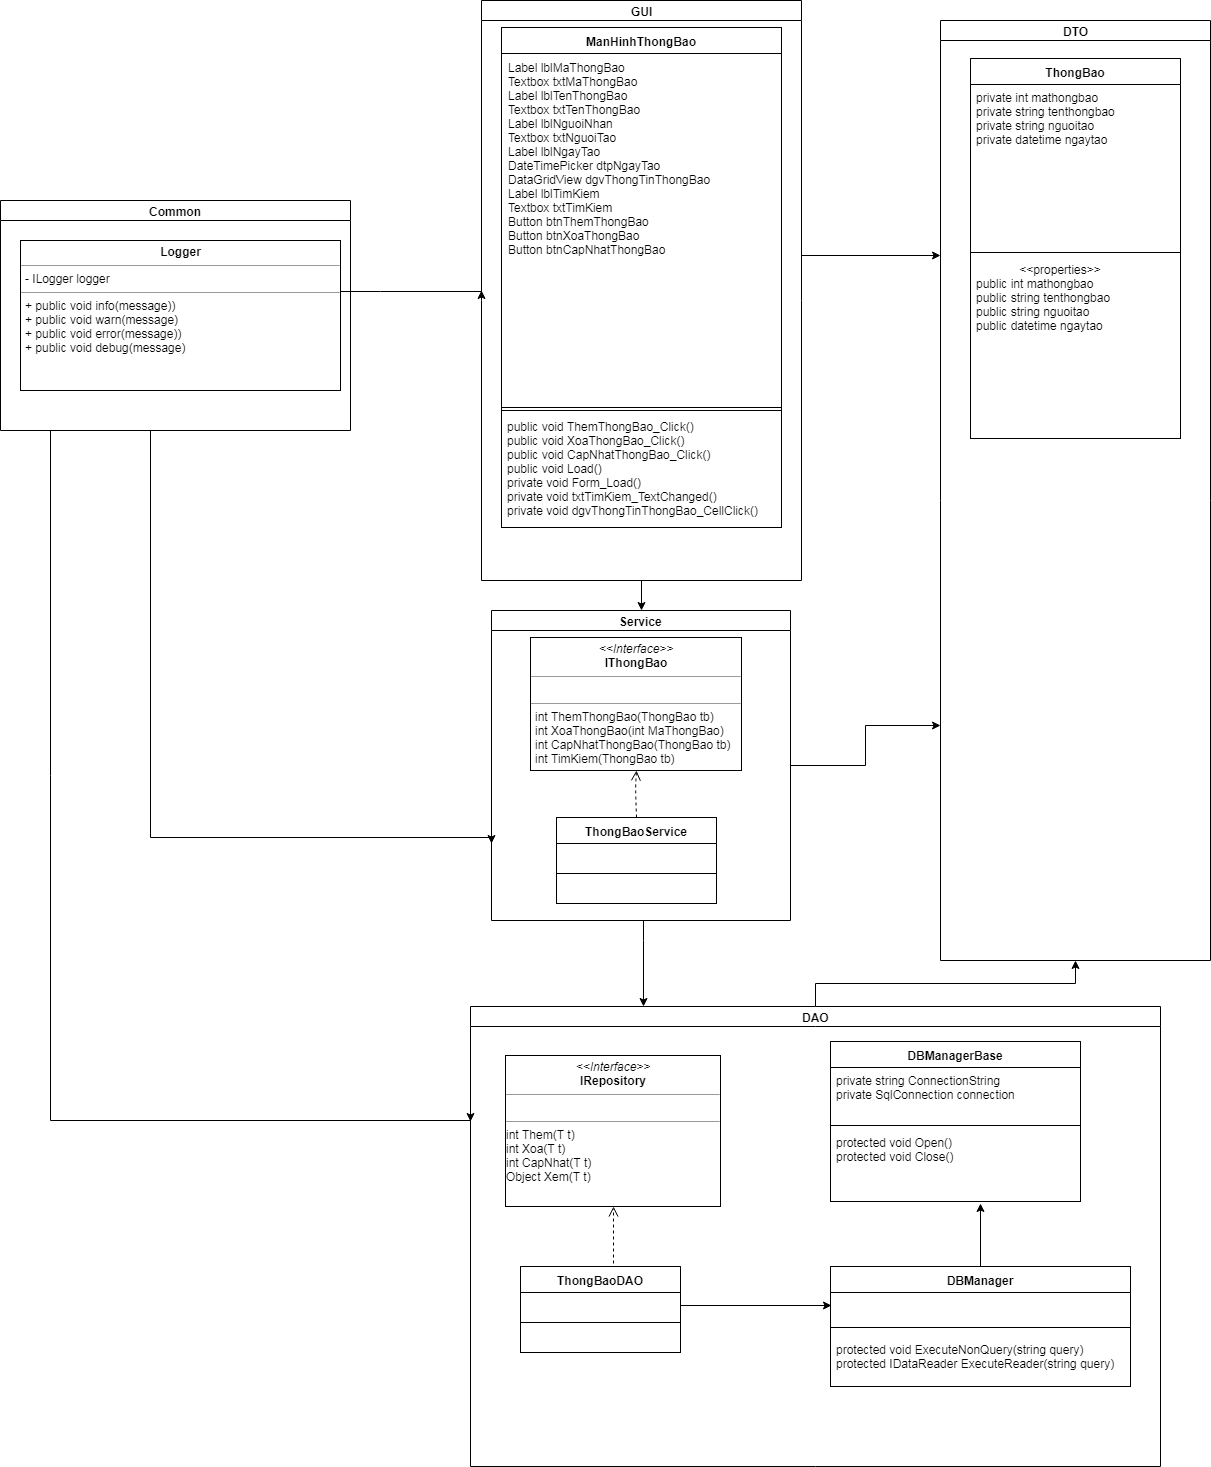 GUI
ManHinhThongBao
Label lblMaThongBao
Textbox txtMaThongBao
Label lblTenThongBao
Textbox txtTenThongBao
Label lblNguoiNhan
Textbox txtNguoiTao
Label lblNgayTao
DateTimePicker dtpNgayTao
DataGridView dgvThongTinThongBao
Label lblTimKiem
Textbox txtTimKiem
Button btnThemThongBao
Button btnXoaThongBao
Button btnCapNhatThongBao
public void ThemThongBao_Click()
public void XoaThongBao_Click()
public void CapNhatThongBao_Click()
public void Load()
private void Form_Load()
private void txtTimKiem_TextChanged()
private void dgvThongTinThongBao_CellClick()
DTO
ThongBao
private int mathongbao
private string tenthongbao
private string nguoitao
private datetime ngaytao
<<properties>>
public int mathongbao
public string tenthongbao
public string nguoitao
public datetime ngaytao
Common
Logger
- ILogger logger
+ public void info(message))
+ public void warn(message)
+ public void error(message))
+ public void debug(message)
Service
<<Interface>>
IThongBao
int ThemThongBao(ThongBao tb)
int XoaThongBao(int MaThongBao)
int CapNhatThongBao(ThongBao tb)
int TimKiem(ThongBao tb)
ThongBaoService
DAO
<<Interface>>
IRepository
int Them(T t)
int Xoa(T t)
int CapNhat(T t)
Object Xem(T t)
DBManagerBase
private string ConnectionString
private SqlConnection connection
protected void Open()
protected void Close()
ThongBaoDAO
DBManager
protected void ExecuteNonQuery(string query)
protected IDataReader ExecuteReader(string query)